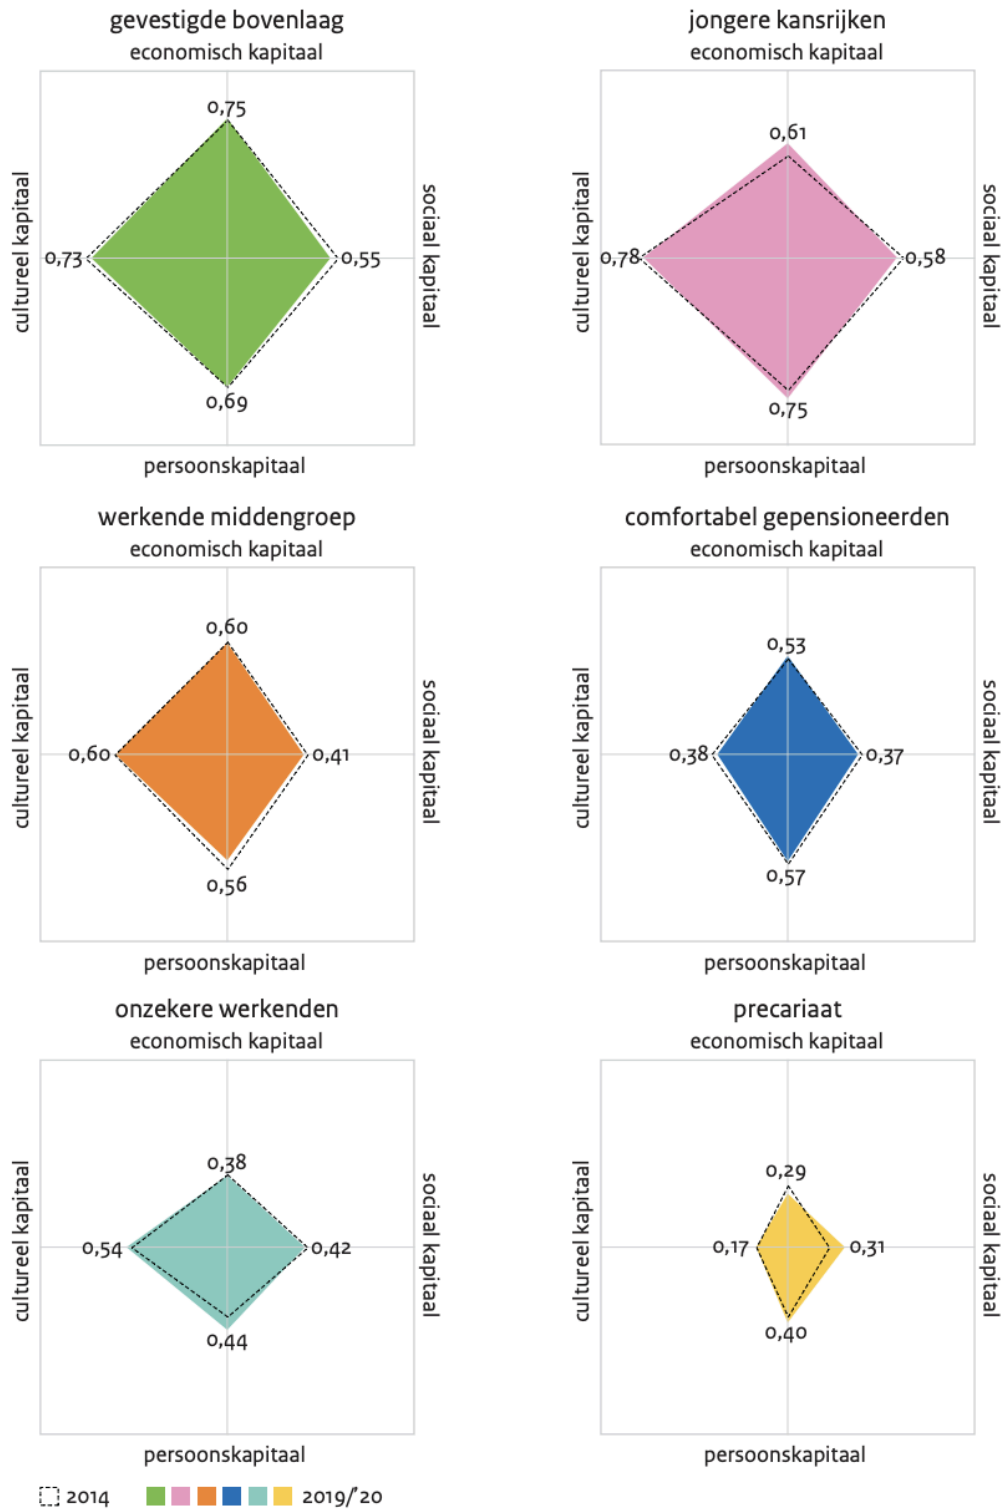 gevestigde bovenlaag
economisch kapitaal
0,75
cultureel kapitaal
0,73
0,55
sociaal kapitaal
0,69
persoonskapitaal
jongere kansrijken
economisch kapitaal
0,61
cultureel kapitaal
0,78
0,58
sociaal kapitaal
0,75
persoonskapitaal
werkende middengroep
economisch kapitaal
0,60
cultureel kapitaal
0,60
0,41
sociaal kapitaal
0,56
persoonskapitaal
comfortabel gepensioneerden
economisch kapitaal
0,53
cultureel kapitaal
0,38
0,37
sociaal kapitaal
0,57
persoonskapitaal
onzekere werkenden
economisch kapitaal
0,38
cultureel kapitaal
0,54
0,42
sociaal kapitaal
0,44
persoonskapitaal
precariaat
economisch kapitaal
0,29
cultureel kapitaal
0,17
0,31
sociaal kapitaal
0,40
persoonskapitaal
2014
2019/'20